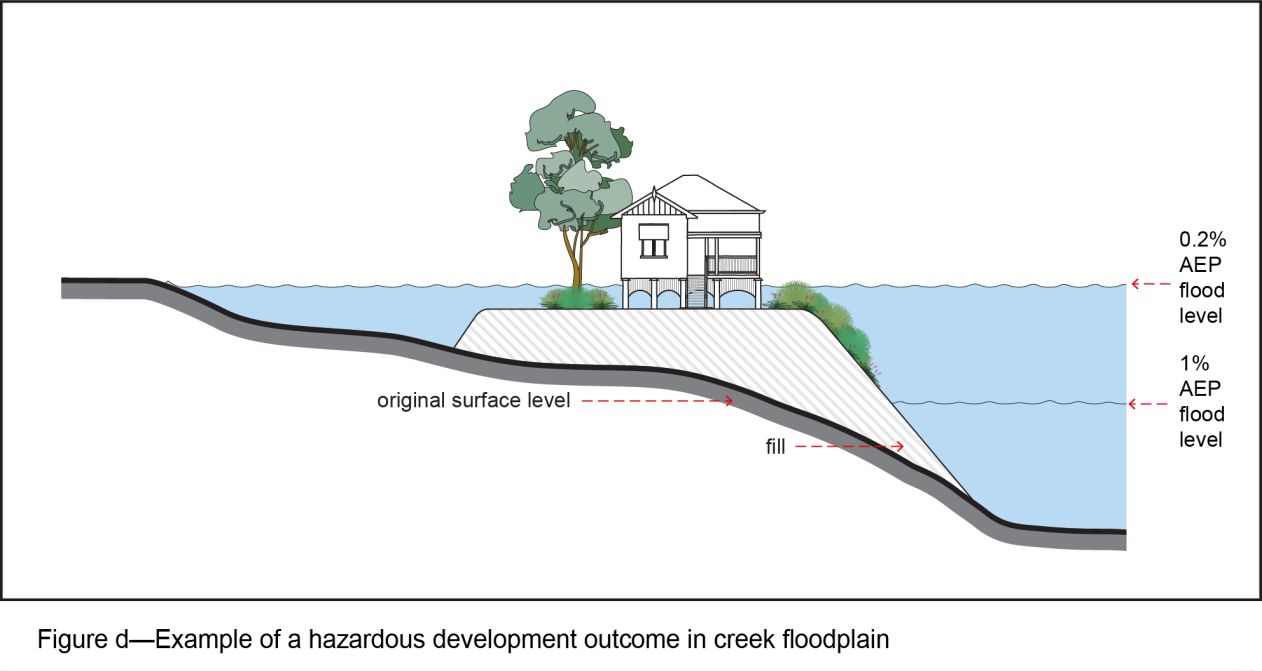 0.2%
AEP
flood
level
1%
AEP
flood
level
original surface level
fill
Figure d—Example of a hazardous development outcome in creek floodplain